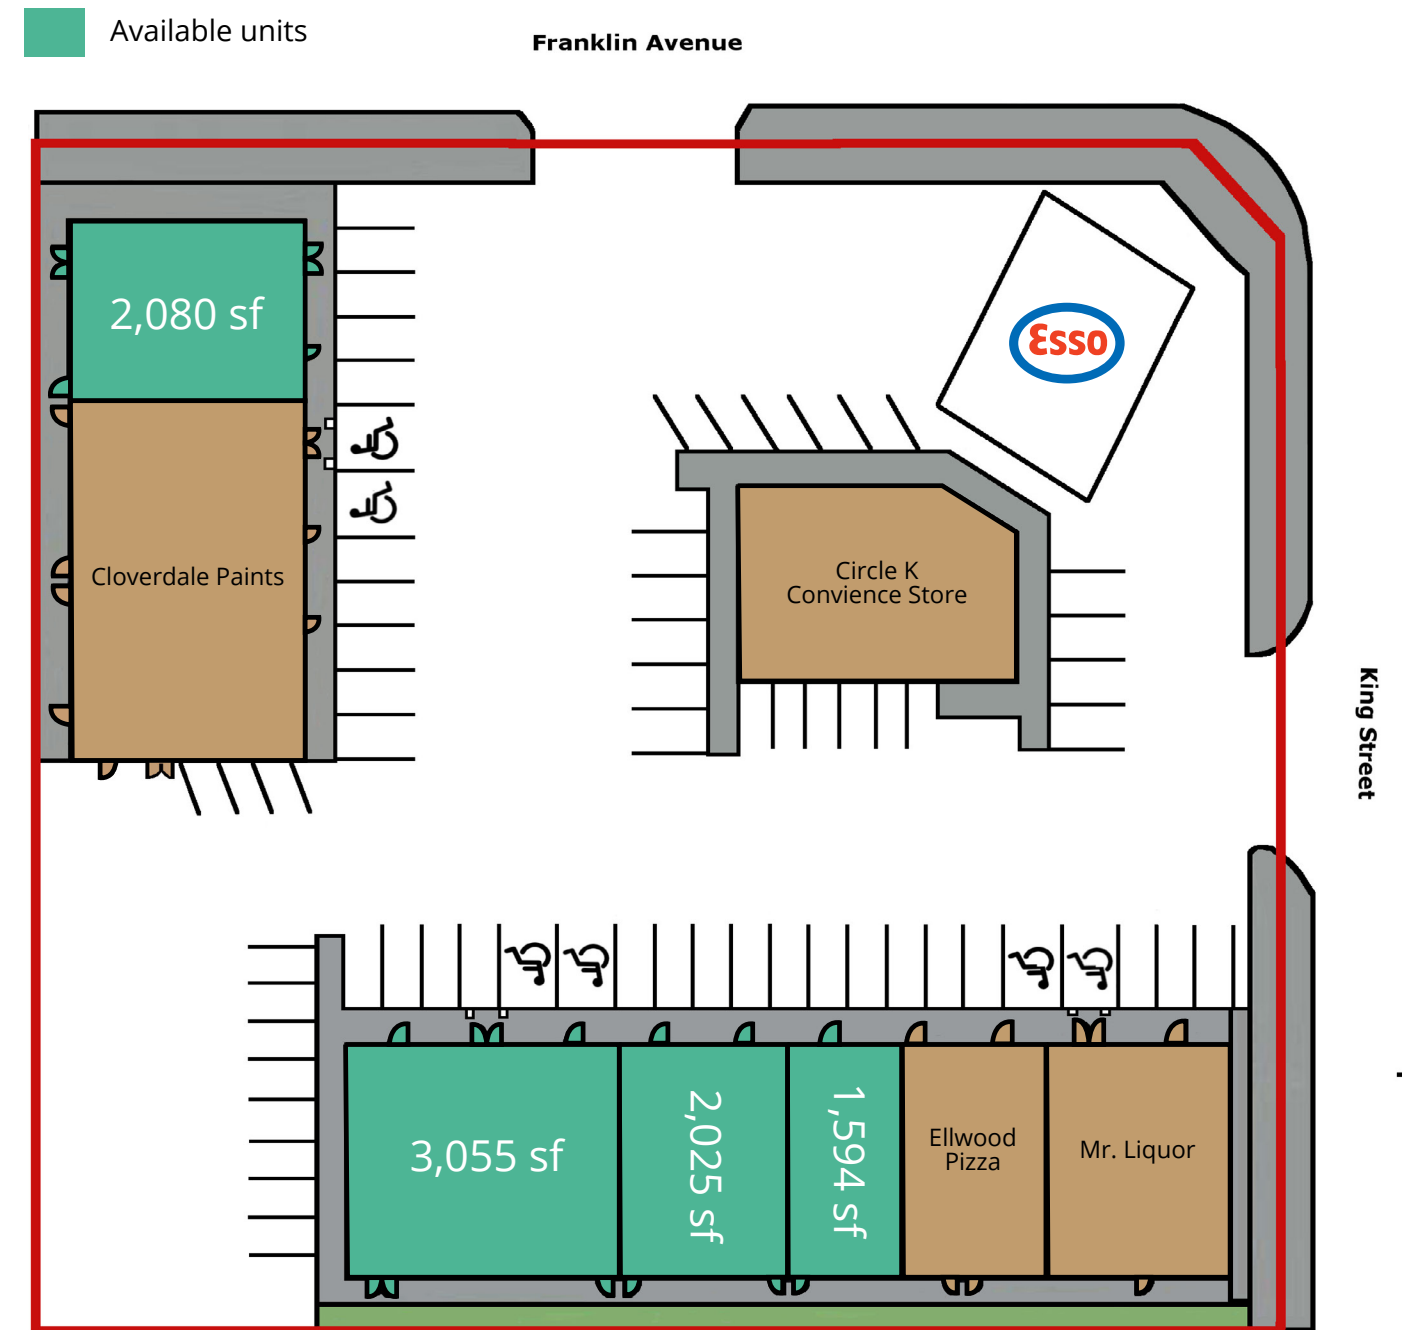 Available units
Franklin Avenue
2,080 sf
Esso
Cloverdale Paints
Circle K
Convience Store
King Street
3,055 sf
2,025 sf
1,594 sf
Ellwood
Pizza
Mr. Liquor